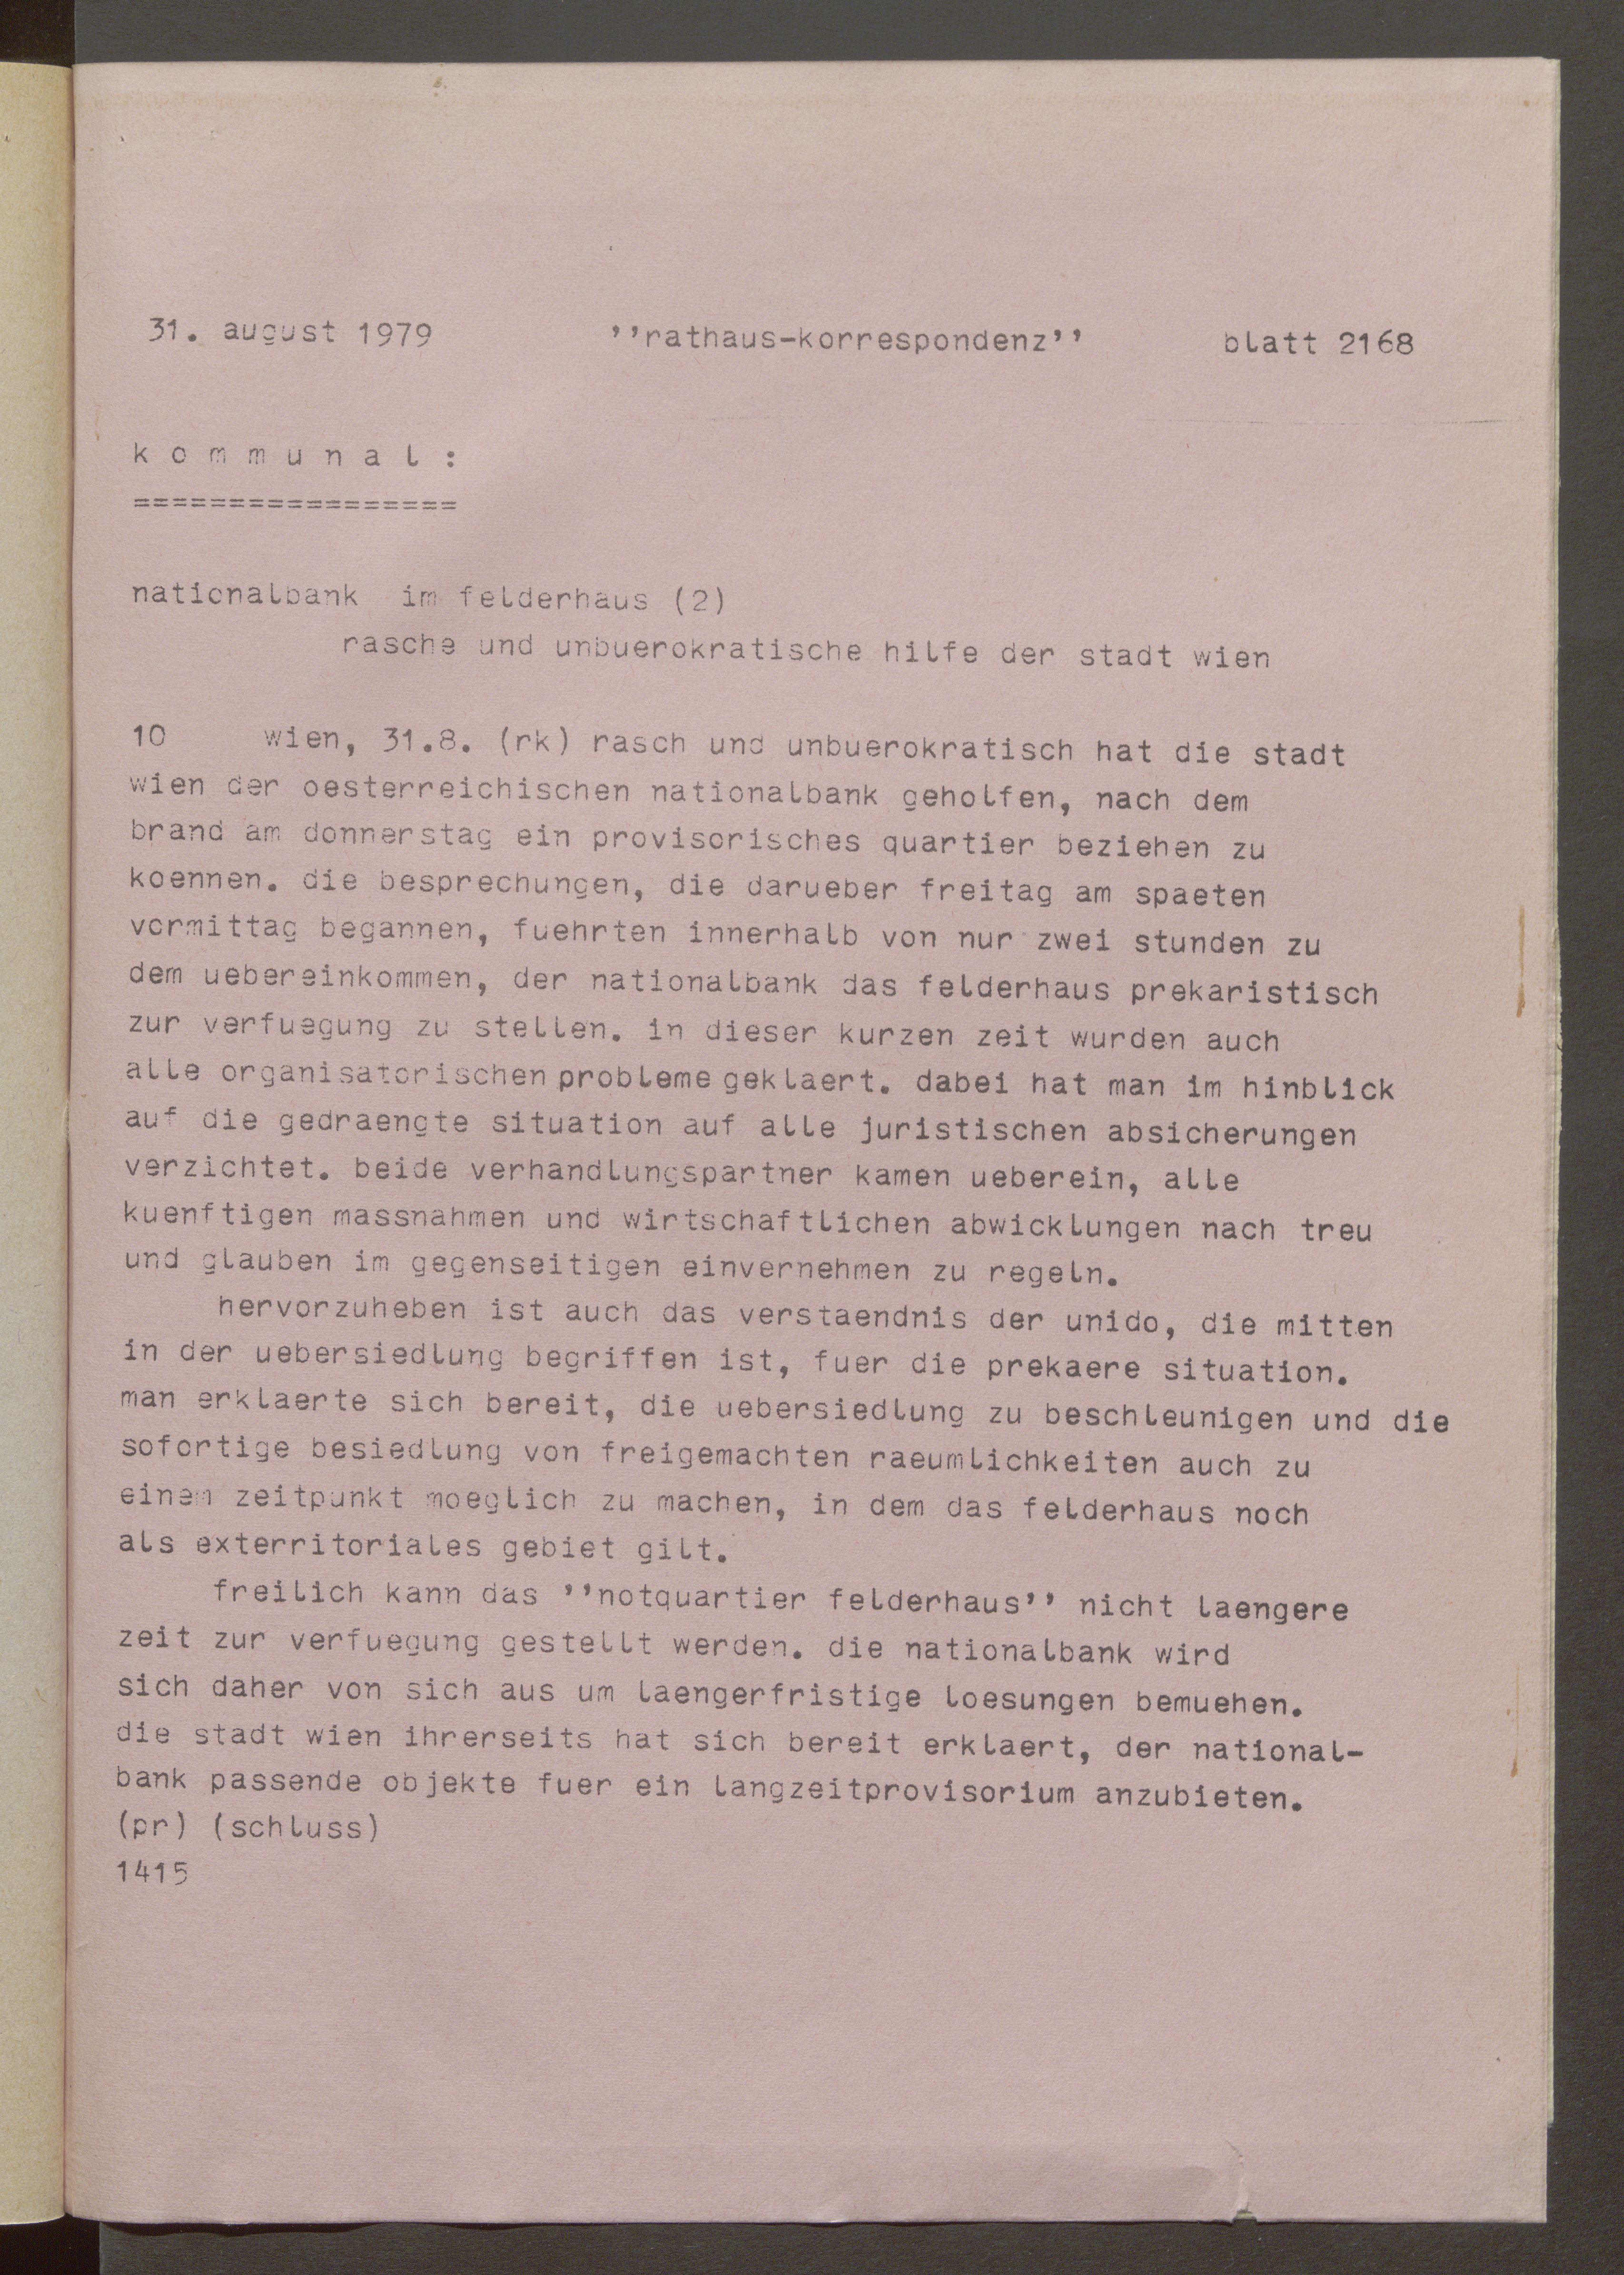 31. august 1979 ''rathaus-korrespondenz'' blatt 2168
k o m m u n a l :
=================
nationalbank im felderhaus (2)
rasche und unbuerokratische hilfe der stadt wien
10 wien, 31.8. (rk) rasch und unbuerokratisch hat die stadt
wien der oesterreichischen nationalbank geholfen, nach dem
brand am donnerstag ein provisorisches quartier beziehen zu
koennen. die besprechungen, die darueber freitag am spaeten
vormittag begannen, fuehrten innerhalb von nur zwei stunden zu
dem uebereinkommen, der nationalbank das felderhaus prekaristisch
zur verfuegung zu stellen. in dieser kurzen zeit wurden auch
alle organisatorischen probleme geklaert. dabei hat man im hinblick
auf die gedraengte situation auf alle juristischen absicherungen
verzichtet. beide verhandlungspartner kamen ueberein, alle
kuenftigen massnahmen und wirtschaftlichen abwicklungen nach treu
und glauben im gegenseitigen einvernehmen zu regeln.
hervorzuheben ist auch das verstaendnis der unido, die mitten
in der uebersiedlung begriffen ist, fuer die prekaere situation.
man erklaerte sich bereit, die uebersiedlung zu beschleunigen und die
sofortige besiedlung von freigemachten raeumlichkeiten auch zu
einem zeitpunkt moeglich zu machen, in dem das felderhaus noch
als exterritoriales gebiet gilt.
freilich kann das ''notquartier felderhaus'' nicht laengere
zeit zur verfuegung gestellt werden. die nationalbank wird
sich daher von sich aus um laengerfristige loesungen bemuehen.
die stadt wien ihrerseits hat sich bereit erklaert, der national-
bank passende objekte fuer ein langzeitprovisorium anzubieten.
(pr) (schluss)
1415